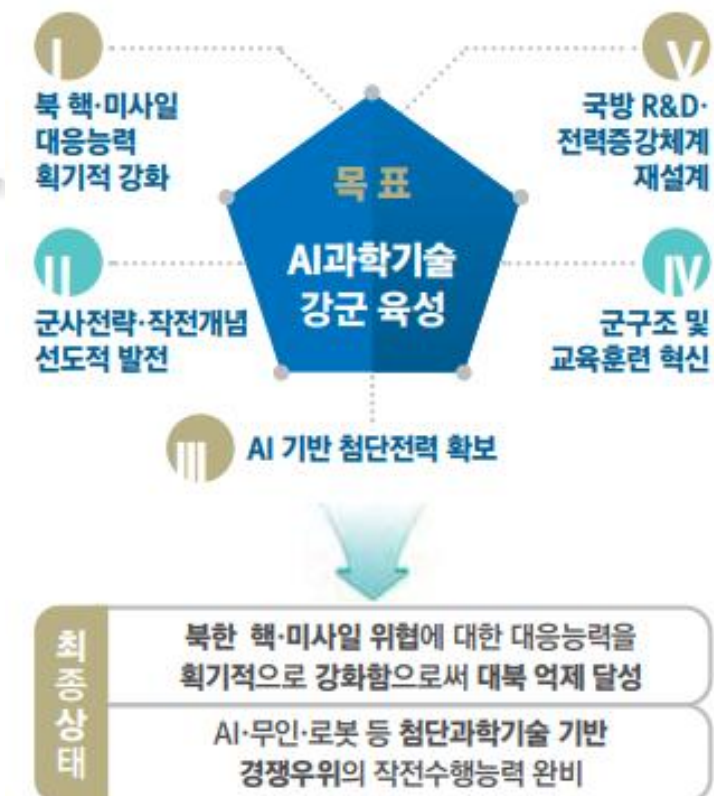 I
북 핵·미사일
대응능력
획기적 강화
V
국방 R&D·
전력증강체계
재설계
목 표
AI과학기술
강군 육성
II
군사전략·작전개념
선도적 발전
IV
군구조 및
교육훈련 혁신
III
AI 기반 첨단전력 확보
최종상태
북한 핵·미사일 위협에 대한 대응능력을
획기적으로 강화함으로써 대북 억제 달성
AI·무인·로봇 등 첨단과학기술 기반
경쟁우위의 작전수행능력 완비